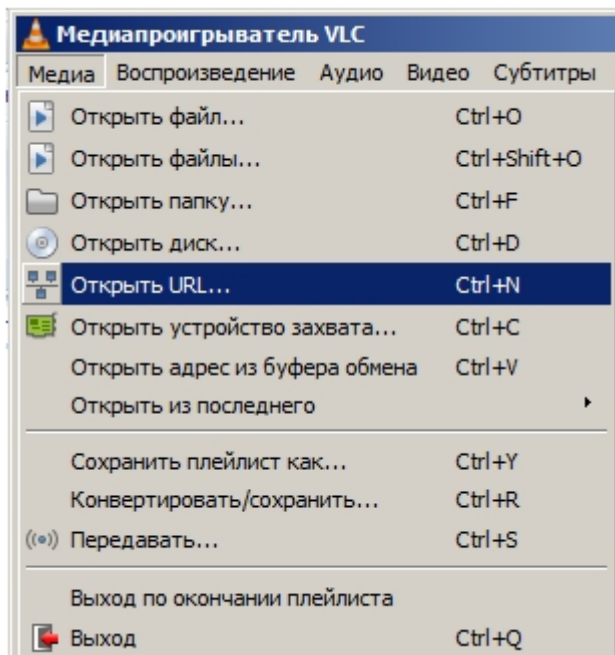 Медиапроигрыватель VLC
Медиа Воспроизведение Аудио Видео Субтитры
Открыть файл... Ctrl+O
Открыть файлы... Ctrl+Shift+O
Открыть папку... Ctrl+F
Открыть диск... Ctrl+D
Открыть URL... Ctrl+N
Открыть устройство захвата... Ctrl+C
Открыть адрес из буфера обмена Ctrl+V
Открыть из последнего
Сохранить плейлист как... Ctrl+Y
Конвертировать/сохранить... Ctrl+R
Передавать... Ctrl+S
Выход по окончании плейлиста
Выход Ctrl+Q